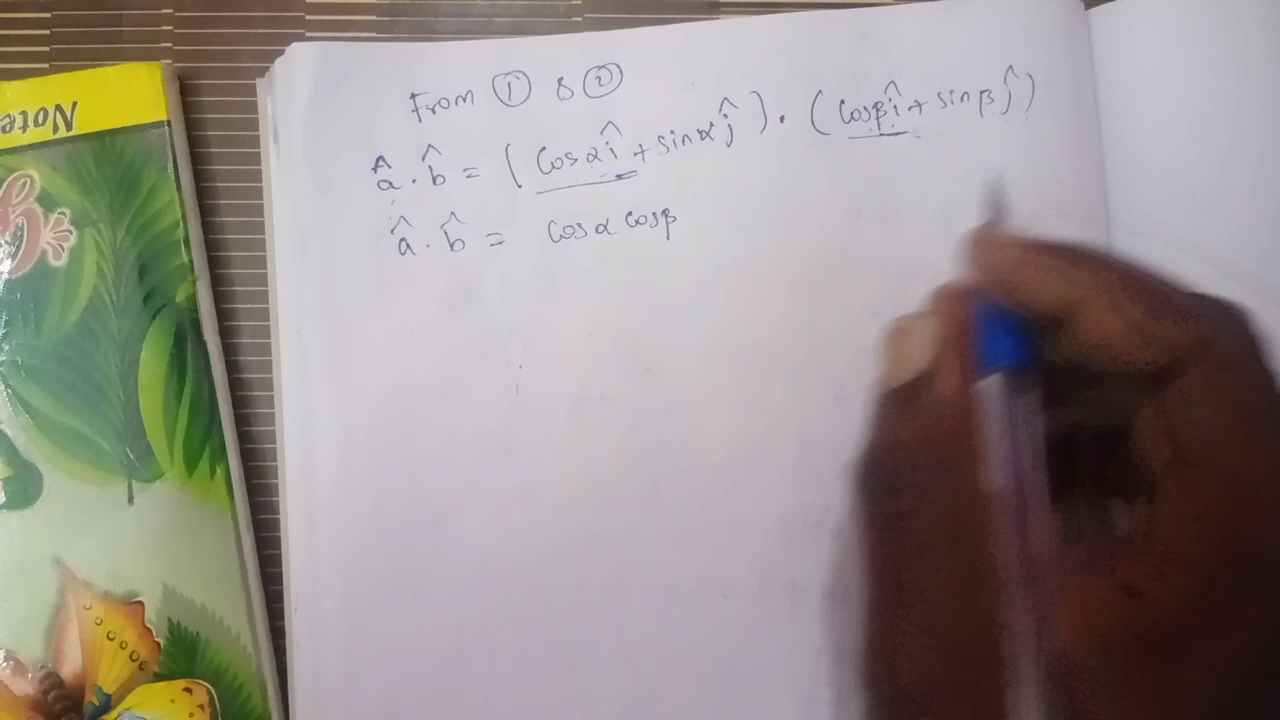 From ① & ②
â . b̂ = ( cosα î + sinα ĵ ) . ( cosβ î + sinβ ĵ )
â . b̂ = cosα cosβ
Note